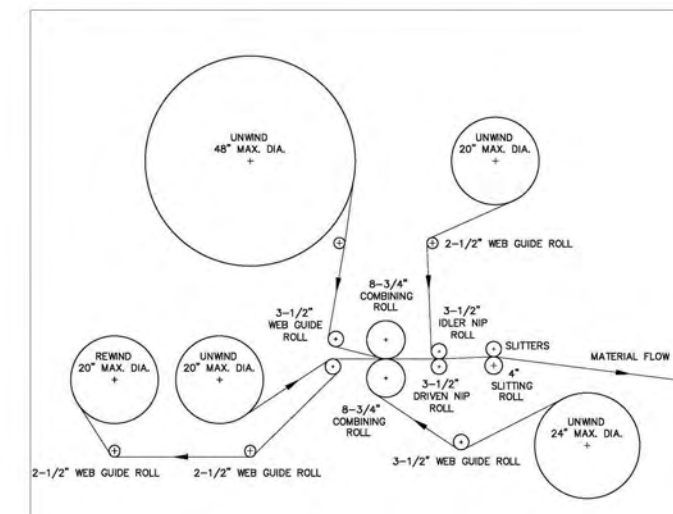 UNWIND
48" MAX. DIA.
UNWIND
20" MAX. DIA.
2-1/2" WEB GUIDE ROLL
8-3/4"
COMBINING
ROLL
3-1/2"
WEB GUIDE
ROLL
3-1/2"
IDLER NIP
ROLL
SLITTERS
MATERIAL FLOW
REWIND
20" MAX. DIA.
UNWIND
20" MAX. DIA.
3-1/2"
DRIVEN NIP
ROLL
4"
SLITTING
ROLL
8-3/4"
COMBINING
ROLL
UNWIND
24" MAX. DIA.
3-1/2" WEB GUIDE ROLL
2-1/2" WEB GUIDE ROLL
2-1/2" WEB GUIDE ROLL